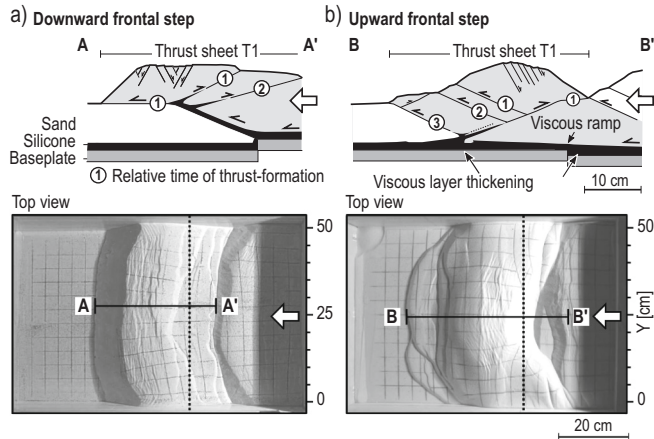 a) Downward frontal step
A
Thrust sheet T1
A'
1
2
1
Sand
Silicone
Baseplate
1 Relative time of thrust-formation
b) Upward frontal step
B
Thrust sheet T1
B'
1
1
2
3
Viscous ramp
Viscous layer thickening
10 cm
Top view
A
A'
50
25
0
Top view
B
B'
50
25
0
Y [cm]
20 cm